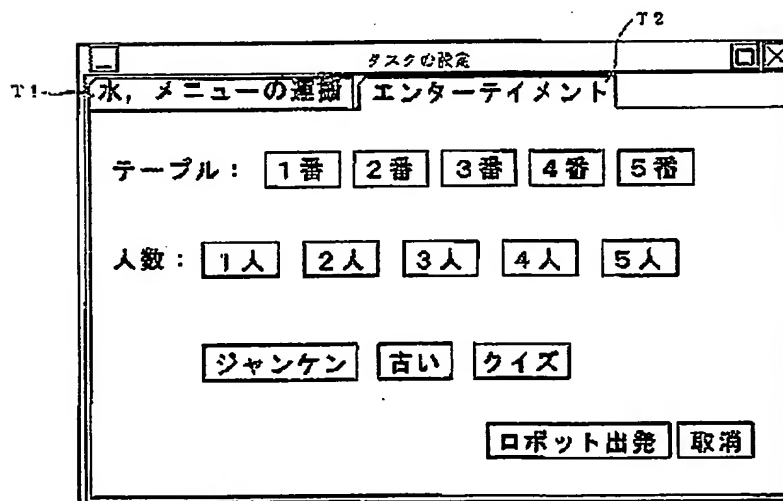 T2
タスクの設定
T1 水, メニューの運搬 エンターテイメント
テーブル: 1番 2番 3番 4番 5番
人数: 1人 2人 3人 4人 5人
ジャンケン 古い クイズ
ロボット出発 取消